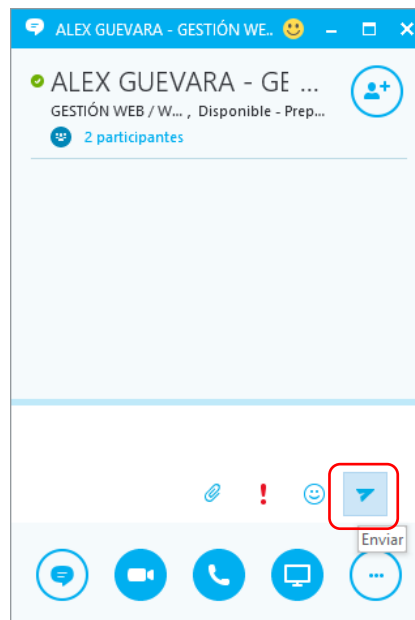 ALEX GUEVARA - GESTIÓN WE..
ALEX GUEVARA - GE ...
GESTIÓN WEB / W... , Disponible - Prep...
2 participantes
Enviar